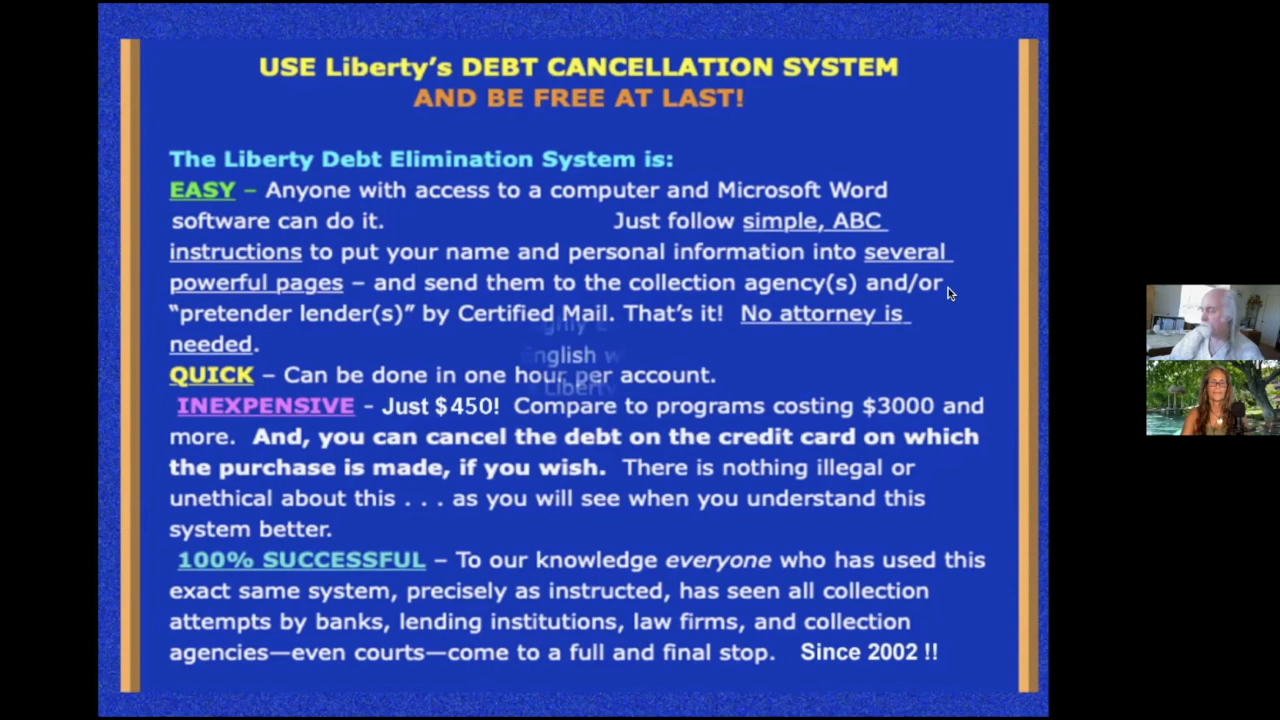 USE Liberty's DEBT CANCELLATION SYSTEM
AND BE FREE AT LAST!
The Liberty Debt Elimination System is:
EASY – Anyone with access to a computer and Microsoft Word
software can do it. Just follow simple, ABC
instructions to put your name and personal information into several
powerful pages – and send them to the collection agency(s) and/or
“pretender lender(s)” by Certified Mail. That's it! No attorney is
needed.
nglish
QUICK – Can be done in one hour per account.
Liberty
INEXPENSIVE - Just $450! Compare to programs costing $3000 and
more. And, you can cancel the debt on the credit card on which
the purchase is made, if you wish. There is nothing illegal or
unethical about this . . . as you will see when you understand this
system better.
100% SUCCESSFUL – To our knowledge everyone who has used this
exact same system, precisely as instructed, has seen all collection
attempts by banks, lending institutions, law firms, and collection
agencies—even courts—come to a full and final stop. Since 2002 !!